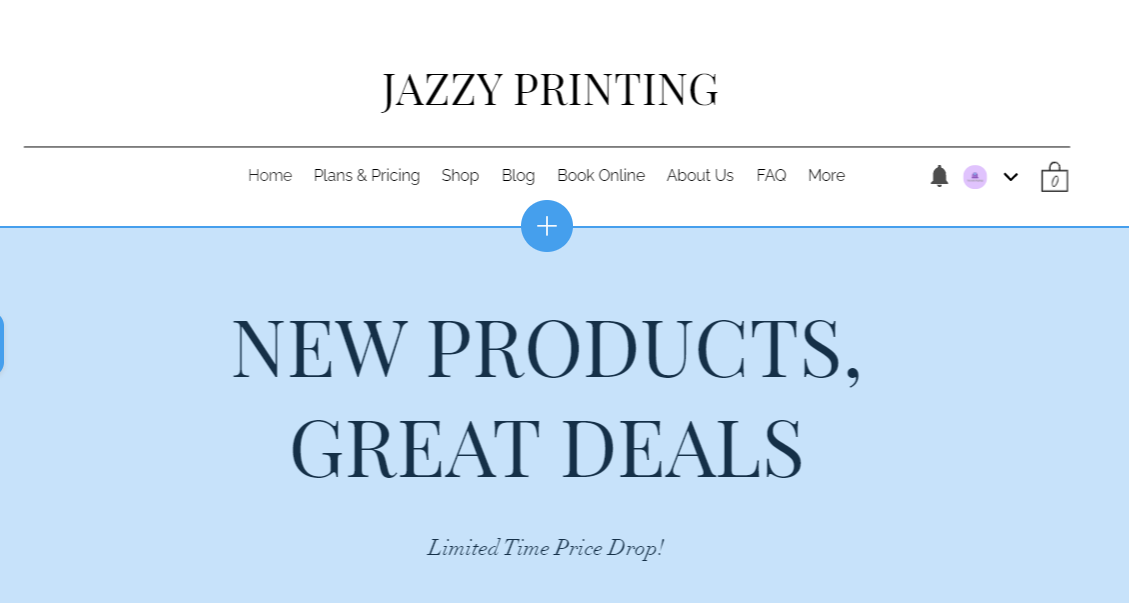 JAZZY PRINTING
Home Plans & Pricing Shop Blog Book Online About Us FAQ More
0
NEW PRODUCTS,
GREAT DEALS
Limited Time Price Drop!